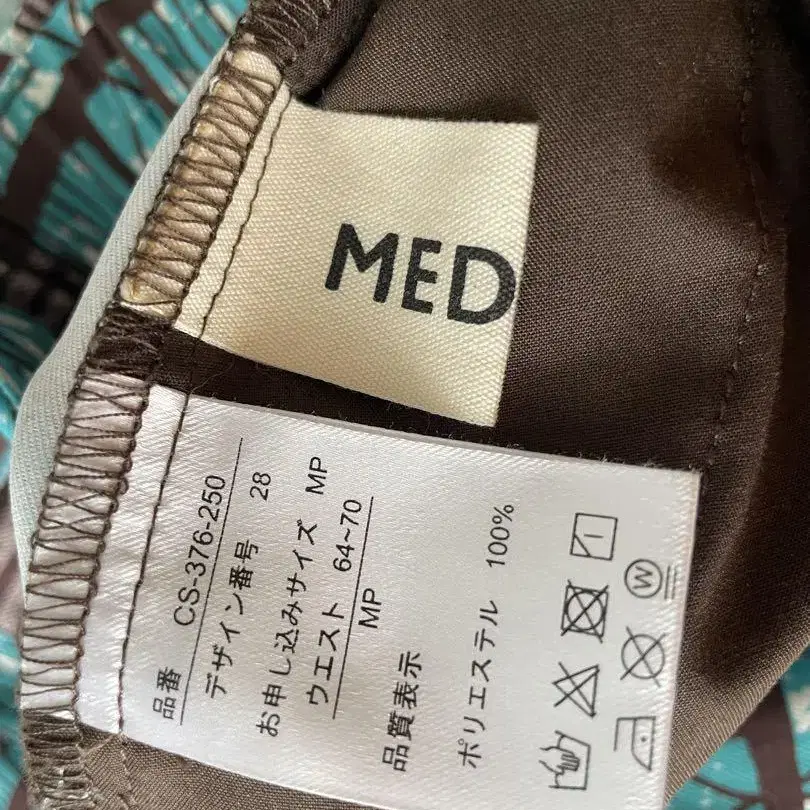 MED
品番 CS-376-250
デザイン番号 28
お申し込みサイズ MP
ウエスト 64~70
MP
品質表示
ポリエステル 100%
W